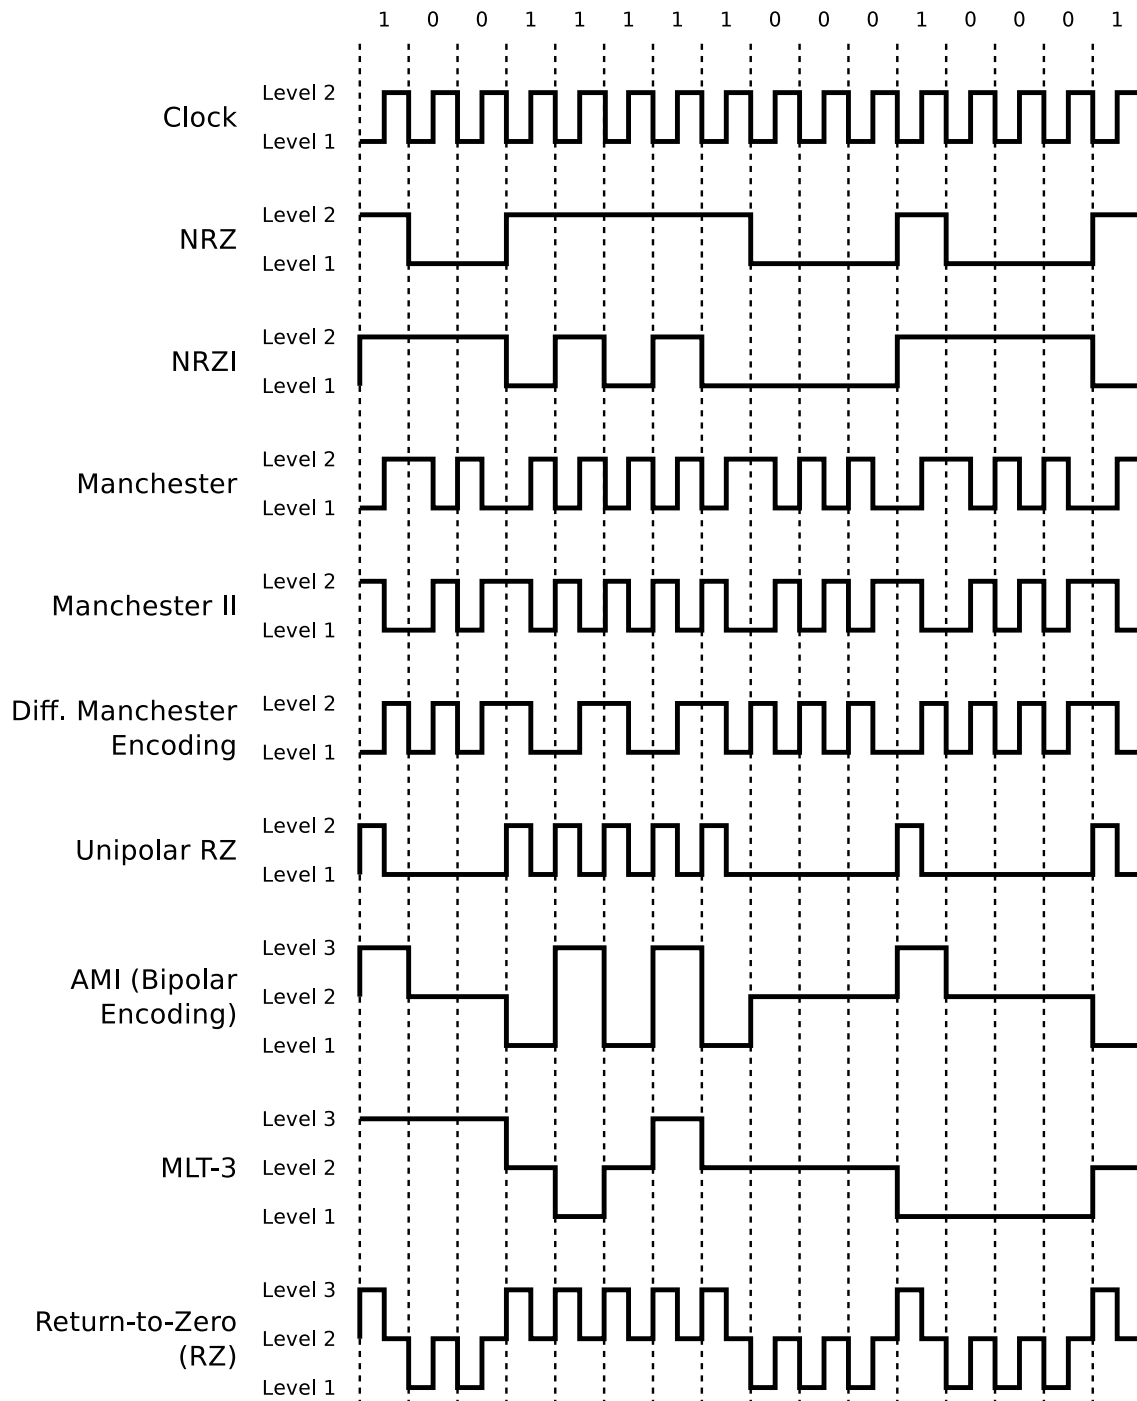 1 0 0 1 1 1 1 1 0 0 0 1 0 0 0 1
Level 2
Clock
Level 1
Level 2
NRZ
Level 1
Level 2
NRZI
Level 1
Level 2
Manchester
Level 1
Level 2
Manchester II
Level 1
Level 2
Diff. Manchester
Encoding
Level 1
Level 2
Unipolar RZ
Level 1
Level 3
AMI (Bipolar
Level 2
Encoding)
Level 1
Level 3
MLT-3
Level 2
Level 1
Level 3
Return-to-Zero
Level 2
(RZ)
Level 1